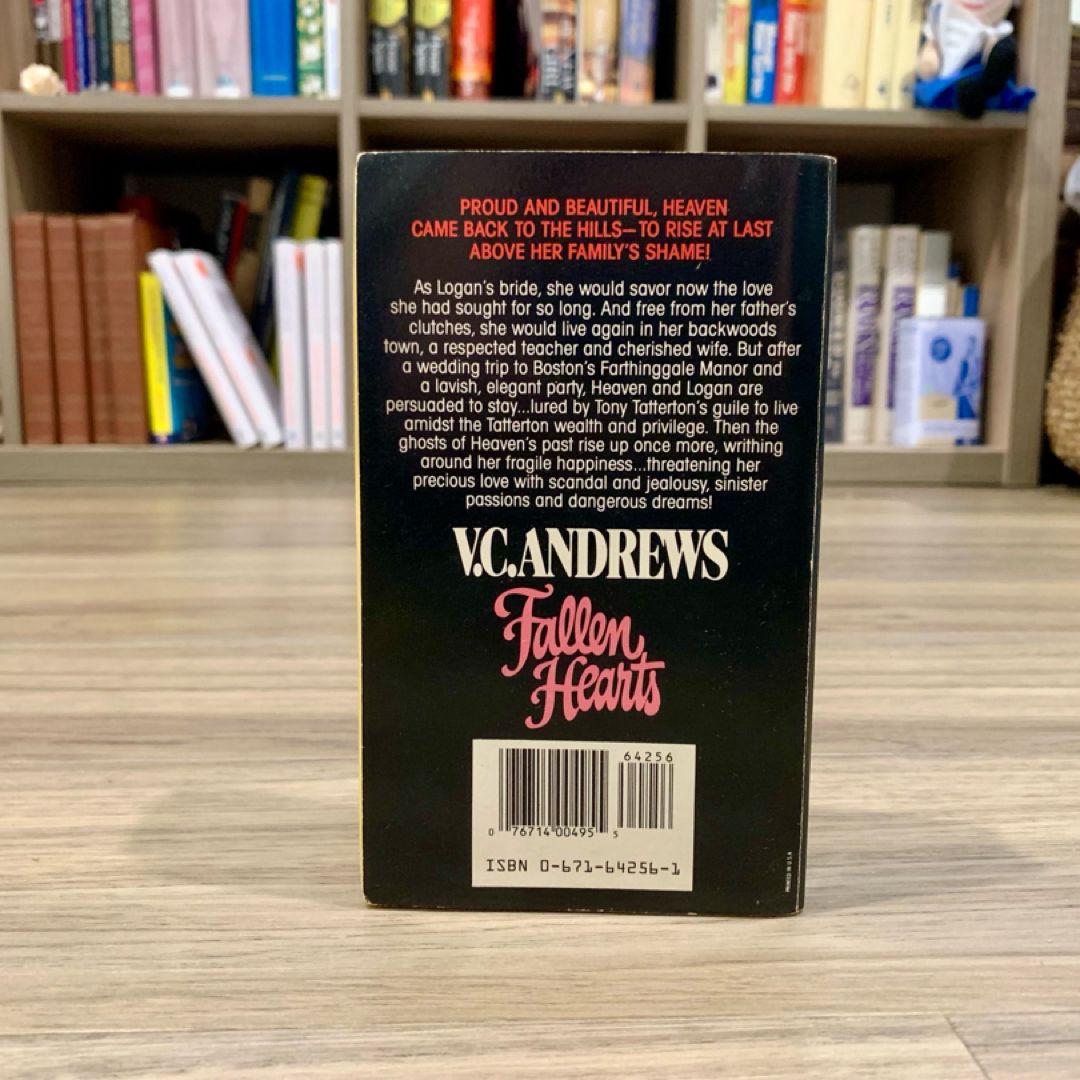 PROUD AND BEAUTIFUL, HEAVEN
CAME BACK TO THE HILLS—TO RISE AT LAST
ABOVE HER FAMILY'S SHAME!
As Logan's bride, she would savor now the love
she had sought for so long. And free from her father's
clutches, she would live again in her backwoods
town, a respected teacher and cherished wife. But after
a wedding trip to Boston's Farthinggale Manor and
a lavish, elegant party, Heaven and Logan are
persuaded to stay...lured by Tony Tatterton's guile to live
amidst the Tatterton wealth and privilege. Then the
ghosts of Heaven's past rise up once more, writhing
around her fragile happiness...threatening her
precious love with scandal and jealousy, sinister
passions and dangerous dreams!
V.C. ANDREWS
Fallen
Hearts
64256
0 76714 00495 5
ISBN 0-671-64256-1
PRINTED IN U.S.A.